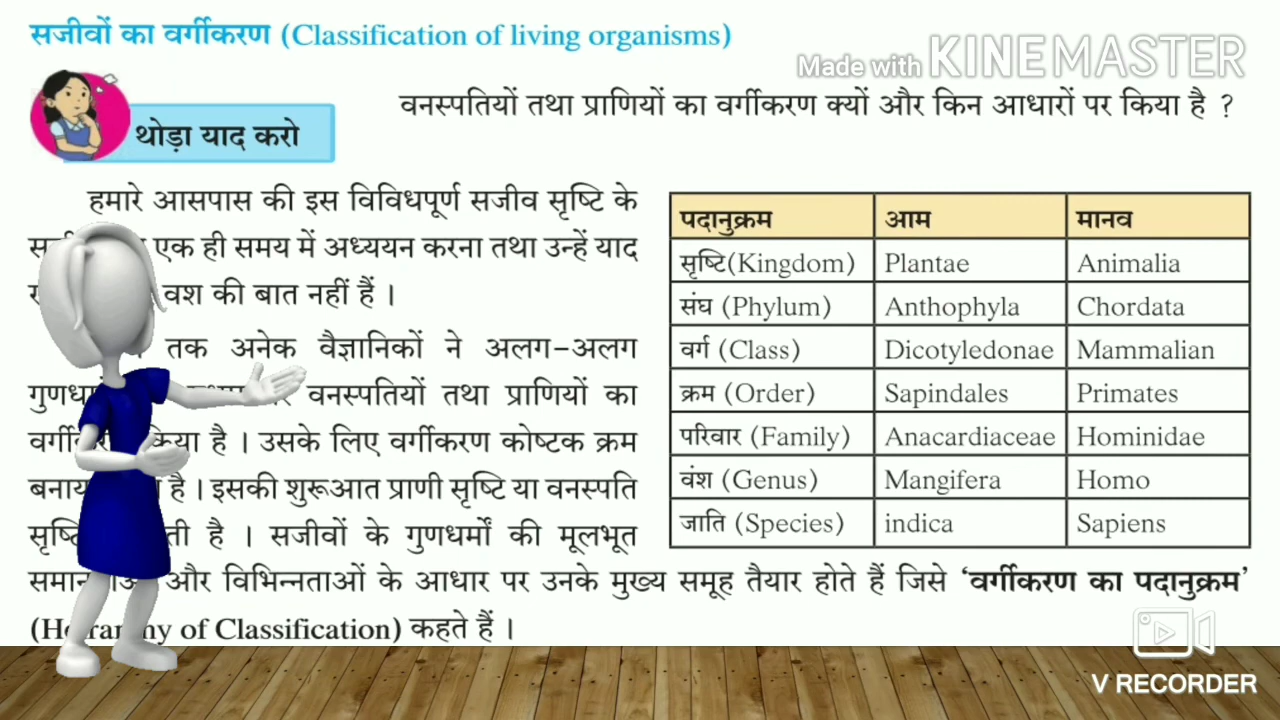 सजीवों का वर्गीकरण (Classification of living organisms)
Made with KINEMASTER
वनस्पतियों तथा प्राणियों का वर्गीकरण क्यों और किन आधारों पर किया है ?
थोड़ा याद करो
हमारे आसपास की इस विविधपूर्ण सजीव सृष्टि के
एक ही समय में अध्ययन करना तथा उन्हें याद
वश की बात नहीं हैं ।
तक अनेक वैज्ञानिकों ने अलग-अलग
वनस्पतियों तथा प्राणियों का
किया है । उसके लिए वर्गीकरण कोष्टक क्रम
है । इसकी शुरूआत प्राणी सृष्टि या वनस्पति
है । सजीवों के गुणधर्मों की मूलभूत
और विभिन्नताओं के आधार पर उनके मुख्य समूह तैयार होते हैं जिसे ‘वर्गीकरण का पदानुक्रम’
of Classification) कहते हैं ।
पदानुक्रम आम मानव
सृष्टि(Kingdom) Plantae Animalia
संघ (Phylum) Anthophyla Chordata
वर्ग (Class) Dicotyledonae Mammalian
क्रम (Order) Sapindales Primates
परिवार (Family) Anacardiaceae Hominidae
वंश (Genus) Mangifera Homo
जाति (Species) indica Sapiens
V RECORDER